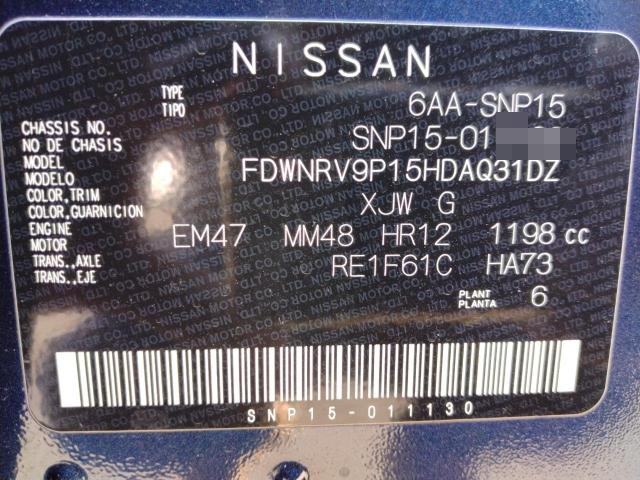 NISSAN
TYPE
TIPO
6AA-SNP15
CHASSIS NO.
NO DE CHASSIS
SNP15-01
MODEL
MODELO
FDWNRV9P15HDAQ31DZ
COLOR,TRIM
COLOR,GUARNICION
XJW G
ENGINE
MOTOR
EM47 MM48 HR12 1198 cc
TRANS.,AXLE
TRANS.,EJE
RE1F61C HA73
PLANT
PLANTA
6
SNP15-011130